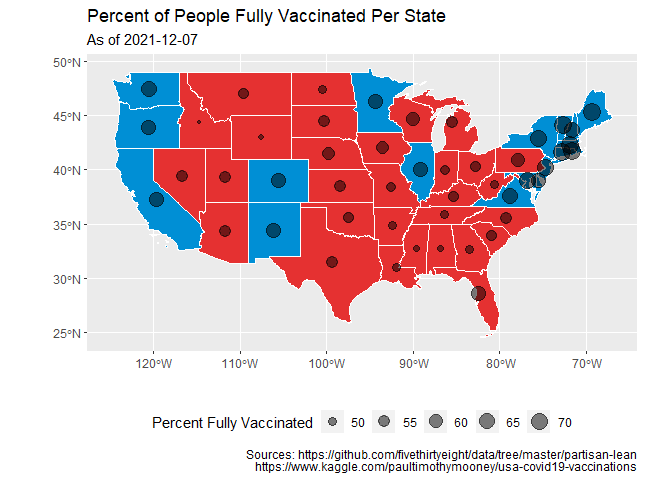 Percent of People Fully Vaccinated Per State
As of 2021-12-07
50°N
45°N
40°N
35°N
30°N
25°N
120°W 110°W 100°W 90°W 80°W 70°W
Percent Fully Vaccinated 50 55 60 65 70
Sources: https://github.com/fivethirtyeight/data/tree/master/partisan-lean
https://www.kaggle.com/paultimothymooney/usa-covid19-vaccinations